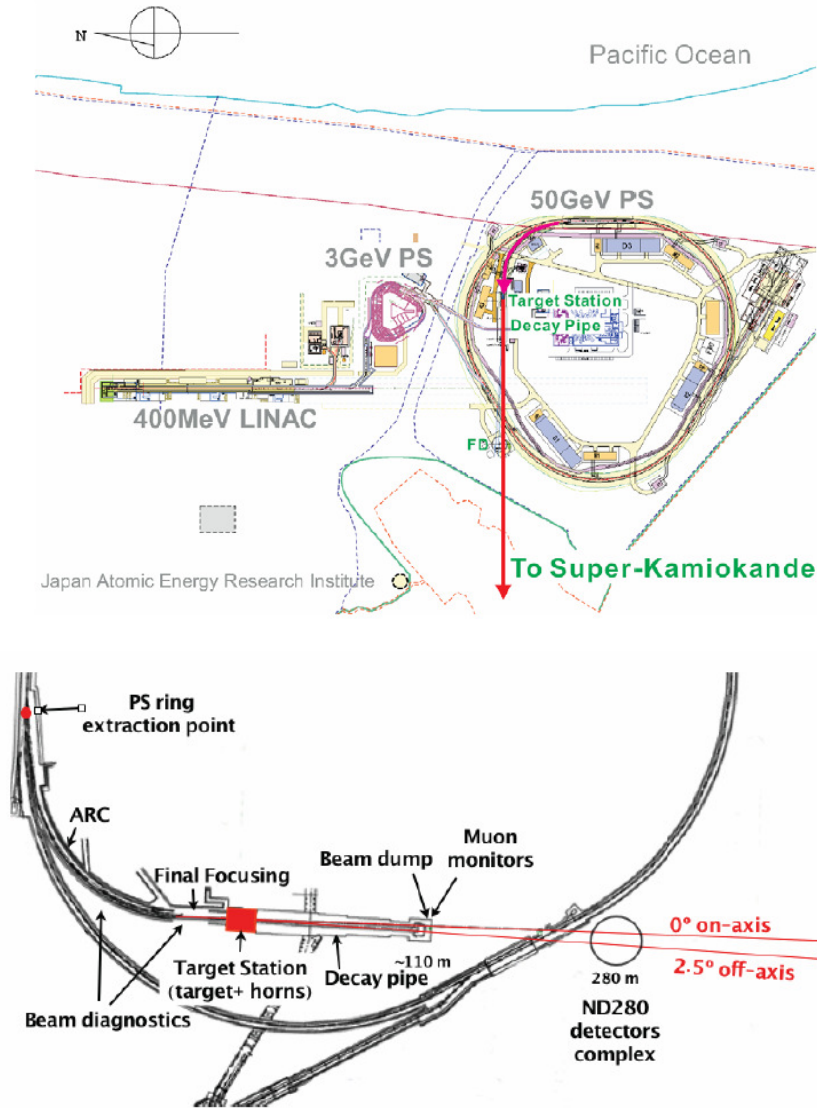 N
Pacific Ocean
50GeV PS
3GeV PS
Target Station
Decay Pipe
400MeV LINAC
FD
Japan Atomic Energy Research Institute
To Super-Kamiokande
PS ring
extraction point
ARC
Final Focusing
Beam dump
Muon
monitors
0° on-axis
2.5° off-axis
Target Station
(target+ horns)
Decay pipe
~110 m
280 m
Beam diagnostics
ND280
detectors
complex